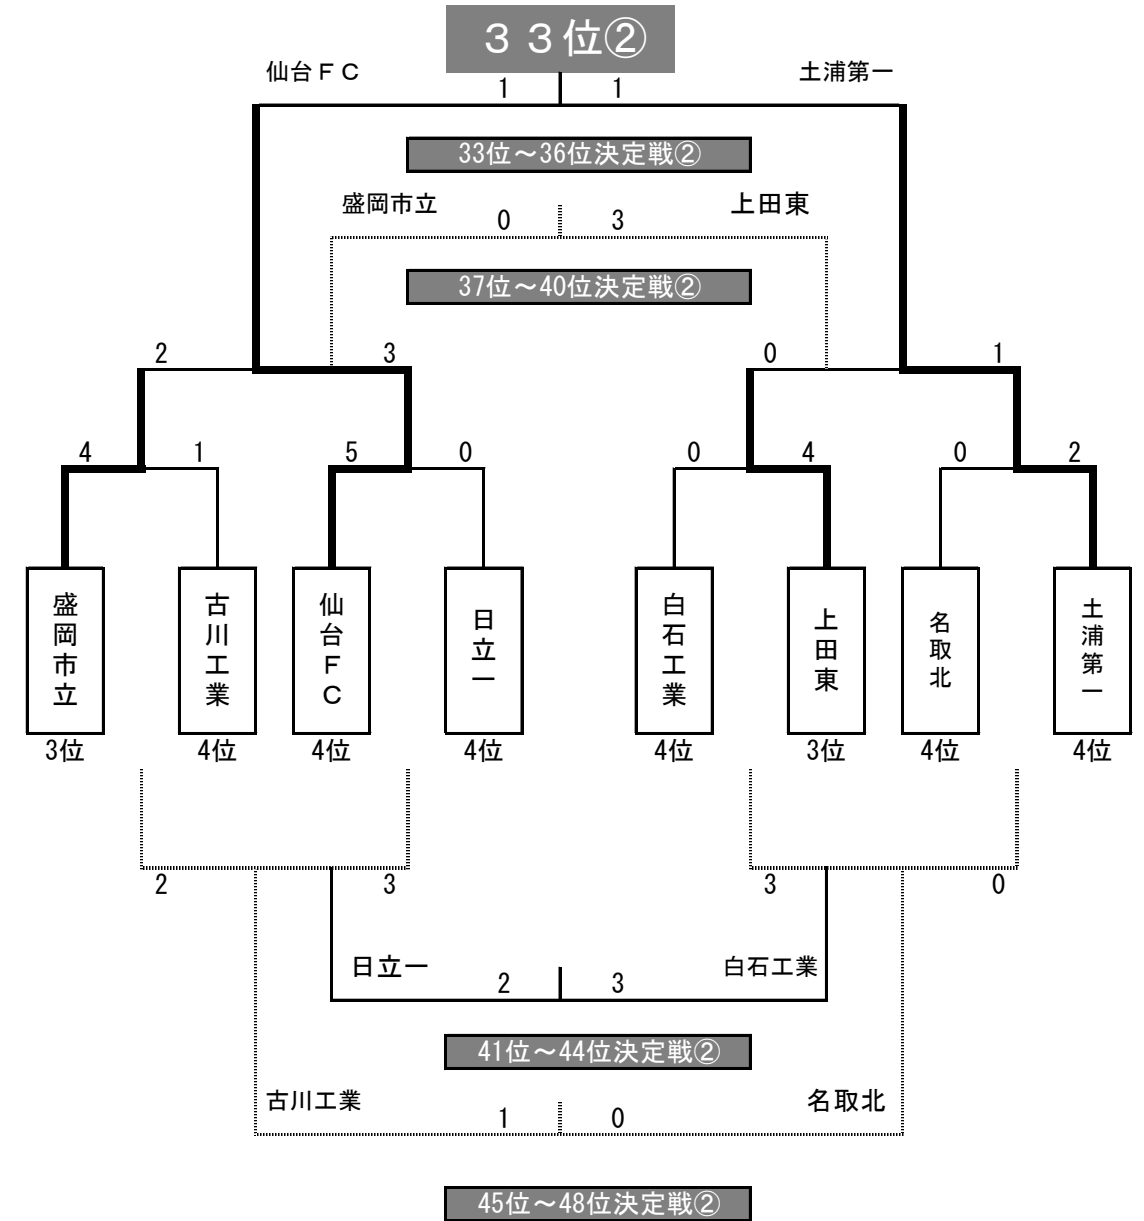 ３３位②
仙台ＦＣ 土浦第一
1 1
33位～36位決定戦②
盛岡市立 上田東
0 3
37位～40位決定戦②
2 3 0 1
4 1 5 0 0 4 0 2
盛岡市立
古川工業
仙台ＦＣ
日立一
白石工業
上田東
名取北
土浦第一
3位 4位 4位 4位 4位 3位 4位 4位
2 3 3 0
日立一 白石工業
2 3
41位～44位決定戦②
古川工業 名取北
1 0
45位～48位決定戦②